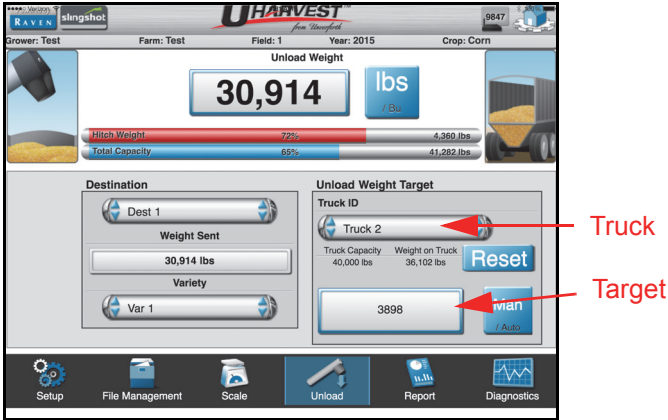 Verizon
RAVEN slingshot
UHARVEST™
from Unverferth
9847
Grower: Test Farm: Test Field: 1 Year: 2015 Crop: Corn
Unload Weight
30,914
lbs
/ Bu
Hitch Weight 72% 4,360 lbs
Total Capacity 65% 41,282 lbs
Destination
Dest 1
Weight Sent
30,914 lbs
Variety
Var 1
Unload Weight Target
Truck ID
Truck 2
Truck Capacity Weight on Truck
40,000 lbs 36,102 lbs
Reset
3898
Man
/ Auto
Truck
Target
Setup File Management Scale Unload Report Diagnostics